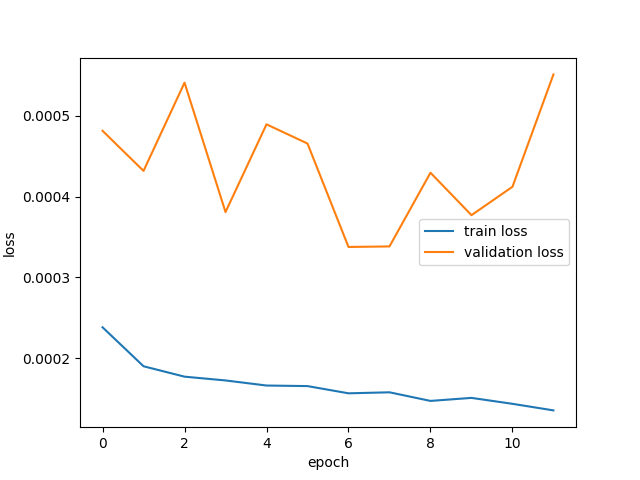 0.0005
0.0004
0.0003
0.0002
loss
train loss
validation loss
0 2 4 6 8 10
epoch